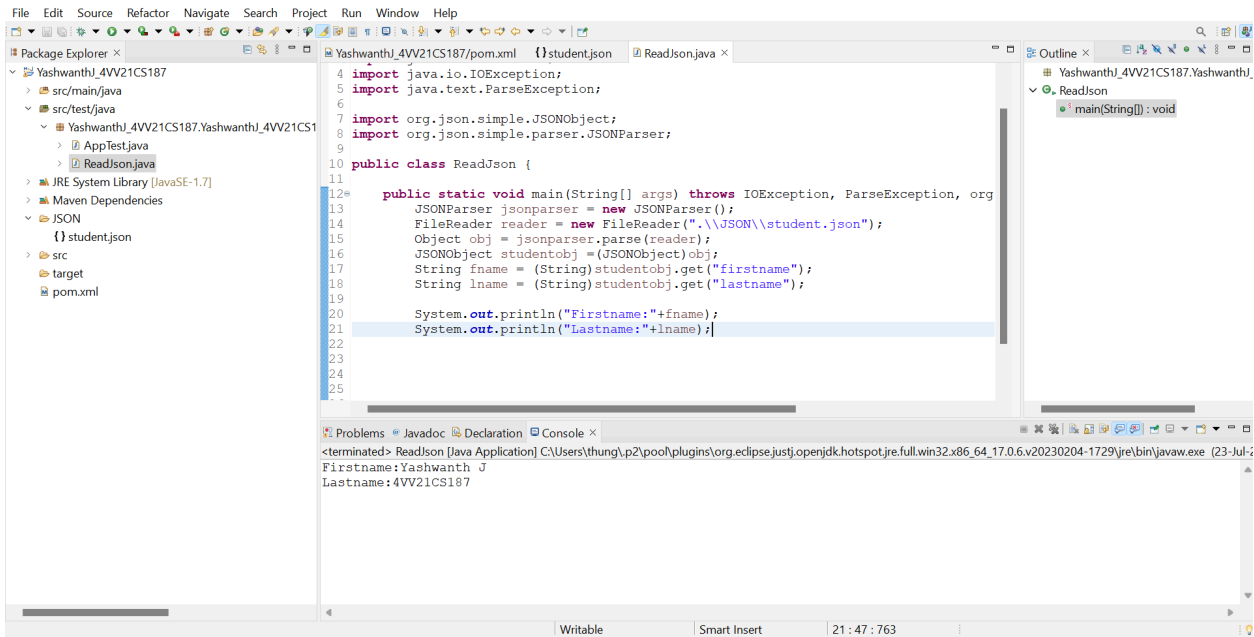 File Edit Source Refactor Navigate Search Project Run Window Help
Package Explorer
YashwanthJ_4VV21CS187
src/main/java
src/test/java
YashwanthJ_4VV21CS187.YashwanthJ_4VV21CS1
AppTest.java
ReadJson.java
JRE System Library [JavaSE-1.7]
Maven Dependencies
JSON
student.json
src
target
pom.xml
YashwanthJ_4VV21CS187/pom.xml student.json ReadJson.java
4 import java.io.IOException;
5 import java.text.ParseException;
6
7 import org.json.simple.JSONObject;
8 import org.json.simple.parser.JSONParser;
9
10 public class ReadJson {
11
12 public static void main(String[] args) throws IOException, ParseException, org
13 JSONParser jsonparser = new JSONParser();
14 FileReader reader = new FileReader(".\\JSON\\student.json");
15 Object obj = jsonparser.parse(reader);
16 JSONObject studentobj =(JSONObject)obj;
17 String fname = (String)studentobj.get("firstname");
18 String lname = (String)studentobj.get("lastname");
19
20 System.out.println("Firstname:"+fname);
21 System.out.println("Lastname:"+lname);
22
23
24
25
Outline
YashwanthJ_4VV21CS187.YashwanthJ_
ReadJson
main(String[]) : void
Problems Javadoc Declaration Console
<terminated> ReadJson [Java Application] C:\Users\thung\.p2\pool\plugins\org.eclipse.justj.openjdk.hotspot.jre.full.win32.x86_64_17.0.6.v20230204-1729\jre\bin\javaw.exe (23-Jul-2
Firstname:Yashwanth J
Lastname:4VV21CS187
Writable Smart Insert 21 : 47 : 763